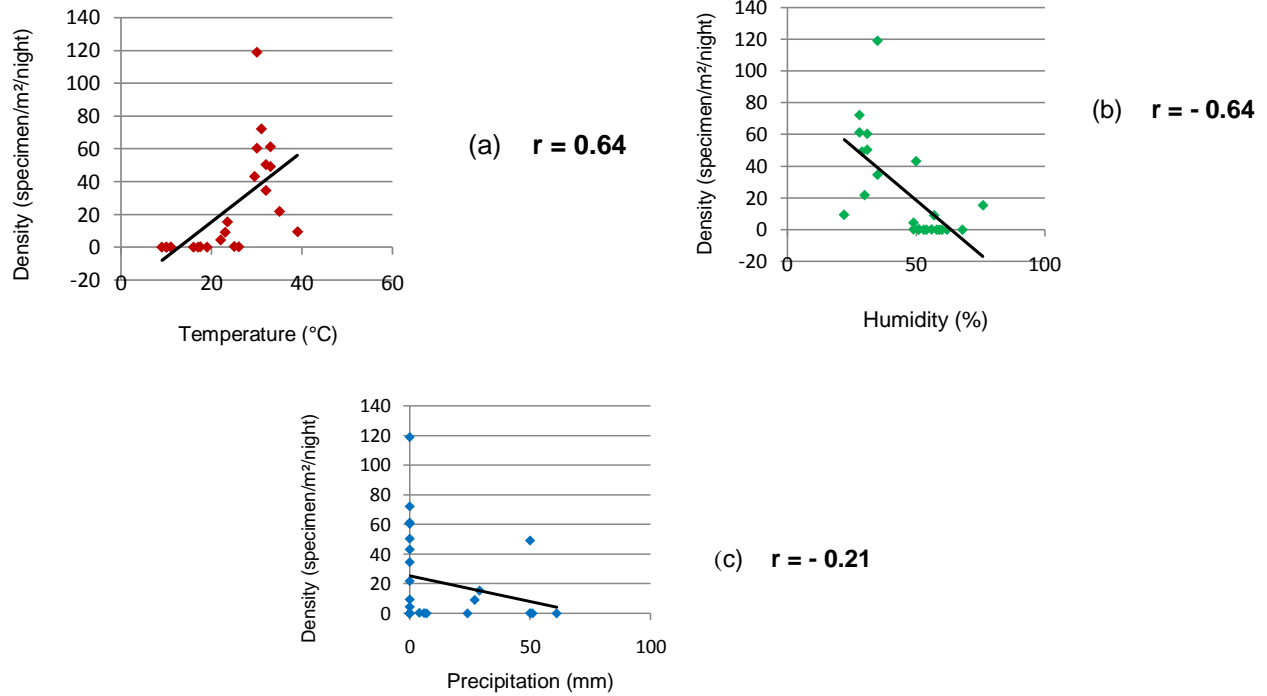 Density (specimen/m²/night)
140
120
100
80
60
40
20
0
-20
0 20 40 60
Temperature (°C)
(a) r = 0.64
Density (specimen/m²/night)
140
120
100
80
60
40
20
0
-20
0 50 100
Humidity (%)
(b) r = - 0.64
Density (specimen/m²/night)
140
120
100
80
60
40
20
0
0 50 100
Precipitation (mm)
(c) r = - 0.21